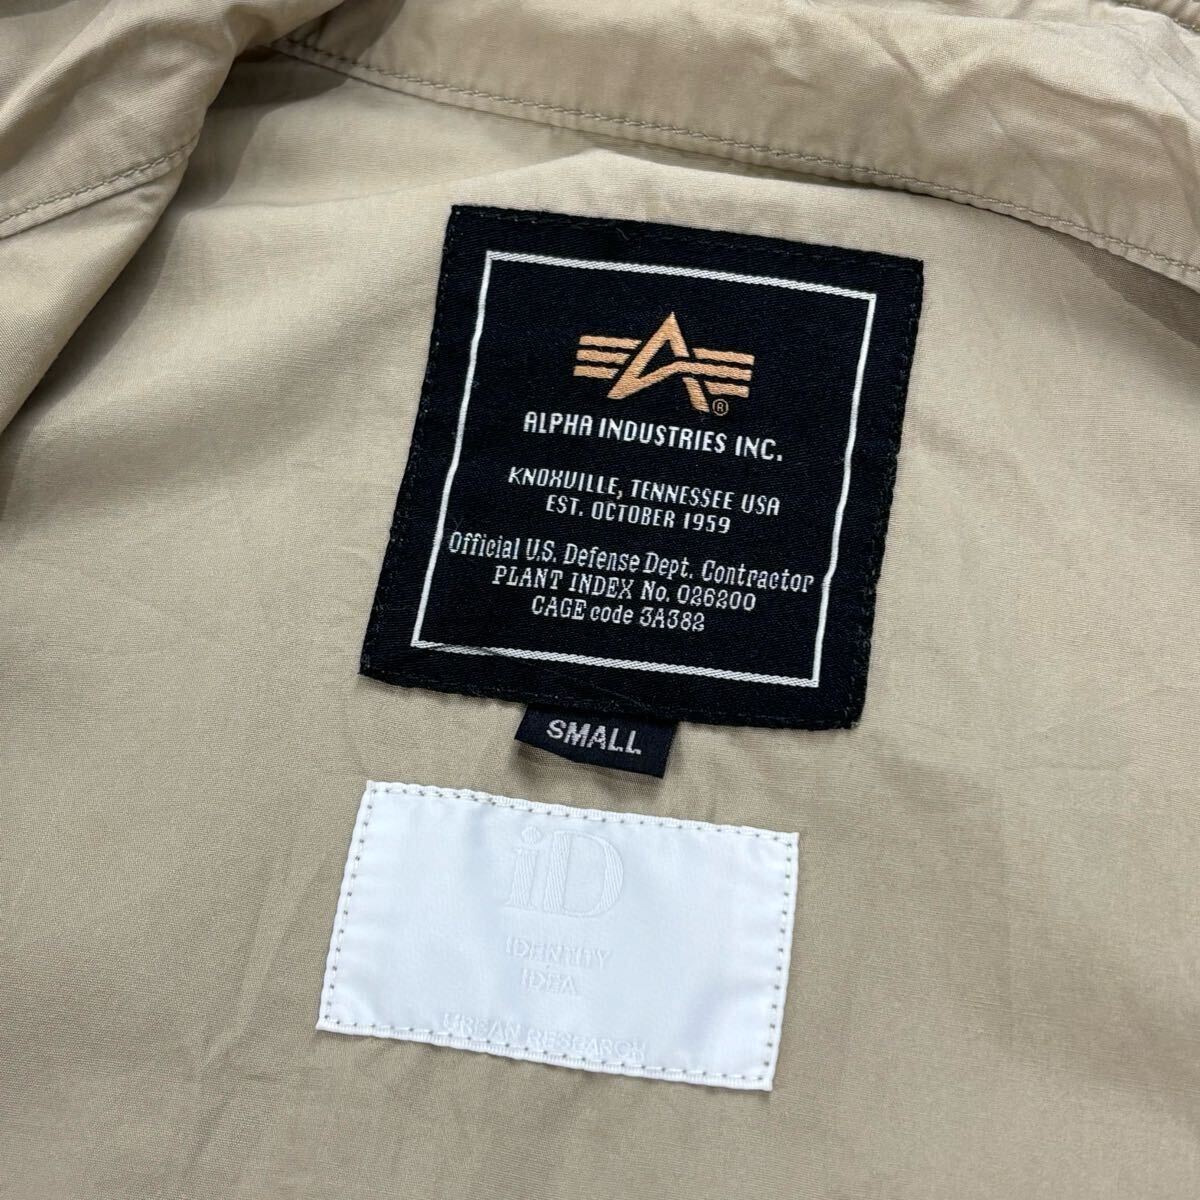 ®
ALPHA INDUSTRIES INC.
KNOXVILLE, TENNESSEE USA
EST. OCTOBER 1959
Official U.S. Defense Dept. Contractor
PLANT INDEX No. 026200
CAGE code 3A382
SMALL
iD
IDENTITY
URBAN RESEARCH